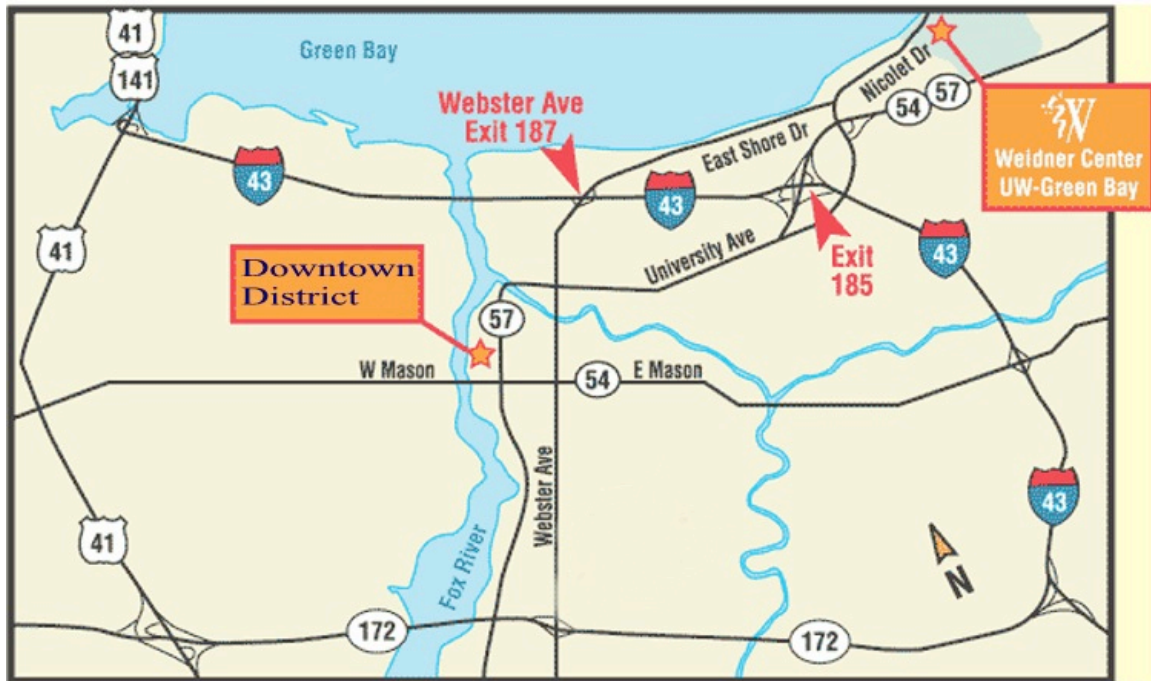 41
141
Green Bay
Webster Ave
Exit 187
Nicolet Dr
54
57
W
Weidner Center
UW-Green Bay
East Shore Dr
43
43
41
University Ave
Exit
185
43
Downtown
District
57
W Mason
54
E Mason
Webster Ave
43
41
Fox River
N
172
172